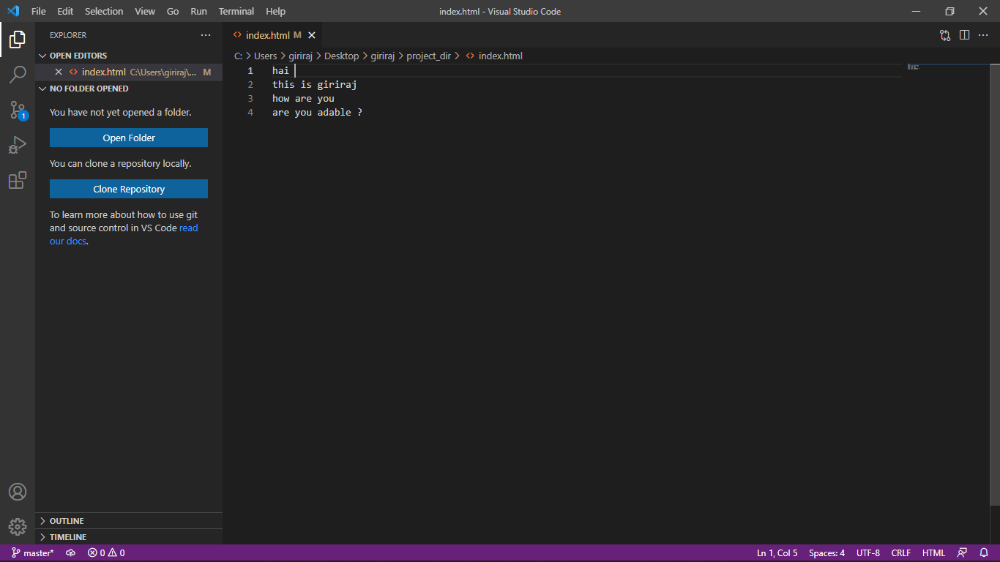 File Edit Selection View Go Run Terminal Help index.html - Visual Studio Code
EXPLORER
OPEN EDITORS
index.html C:\Users\giriraj\... M
NO FOLDER OPENED
You have not yet opened a folder.
Open Folder
You can clone a repository locally.
Clone Repository
To learn more about how to use git
and source control in VS Code read
our docs.
OUTLINE
TIMELINE
1
index.html M
C: > Users > giriraj > Desktop > giriraj > project_dir > index.html
1 hai
2 this is giriraj
3 how are you
4 are you adable ?
master* 0 0 Ln 1, Col 5 Spaces: 4 UTF-8 CRLF HTML